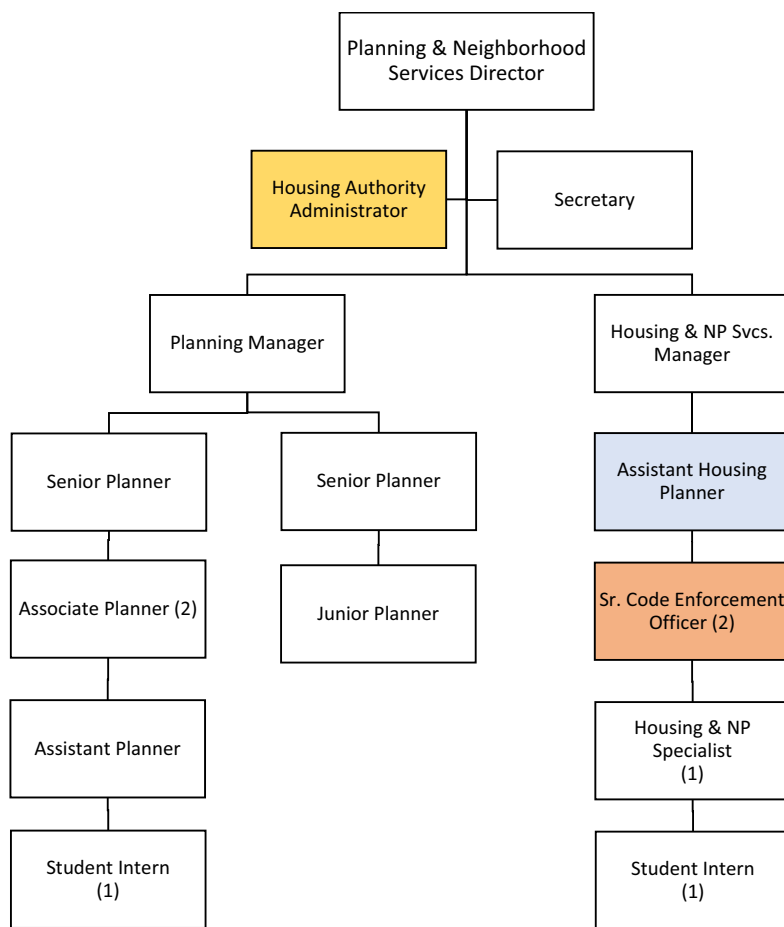 Planning & Neighborhood
Services Director
Housing Authority
Administrator
Secretary
Planning Manager
Housing & NP Svcs.
Manager
Senior Planner
Senior Planner
Assistant Housing
Planner
Associate Planner (2)
Junior Planner
Sr. Code Enforcement
Officer (2)
Assistant Planner
Housing & NP
Specialist
(1)
Student Intern
(1)
Student Intern
(1)